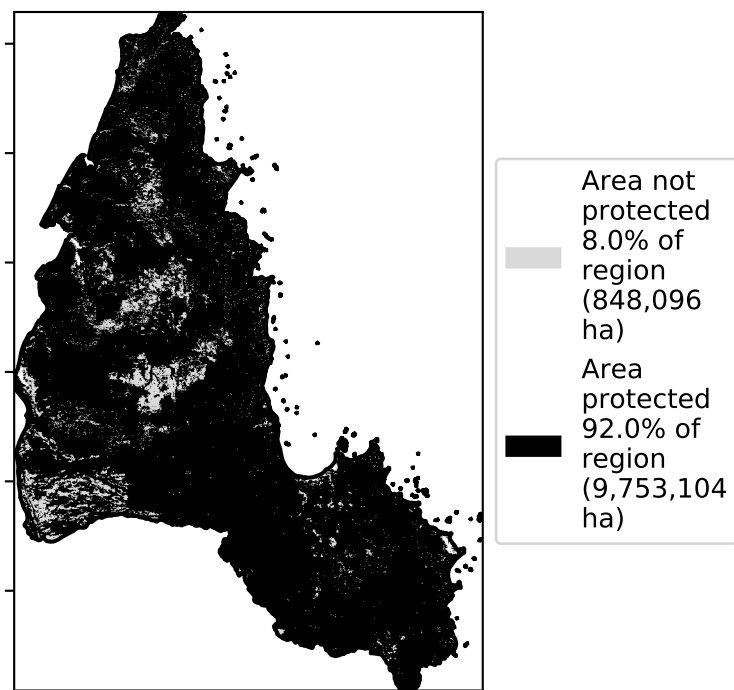 Area not
protected
8.0% of
region
(848,096
ha)
Area
protected
92.0% of
region
(9,753,104
ha)